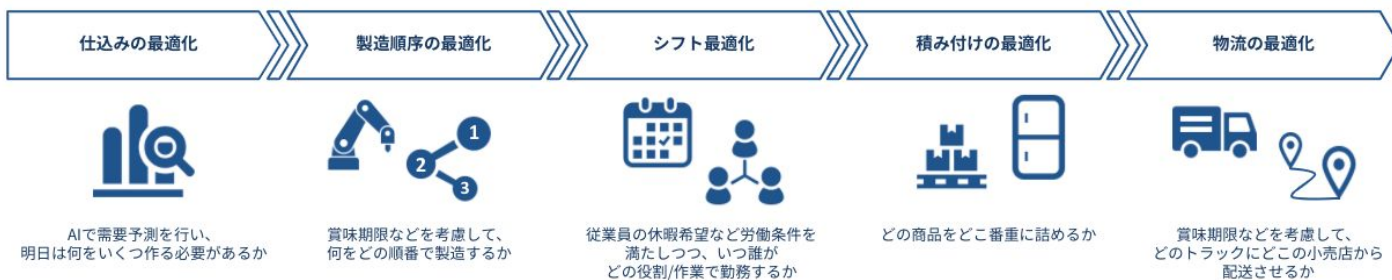 仕込みの最適化
製造順序の最適化
シフト最適化
積み付けの最適化
物流の最適化
1
2
3
AIで需要予測を行い、
明日は何をいくつ作る必要があるか
賞味期限などを考慮して、
何をどの順番で製造するか
従業員の休暇希望など労働条件を
満たしつつ、いつ誰が
どの役割/作業で勤務するか
どの商品をどこ番重に詰めるか
賞味期限などを考慮して、
どのトラックにどこの小売店から
配送させるか